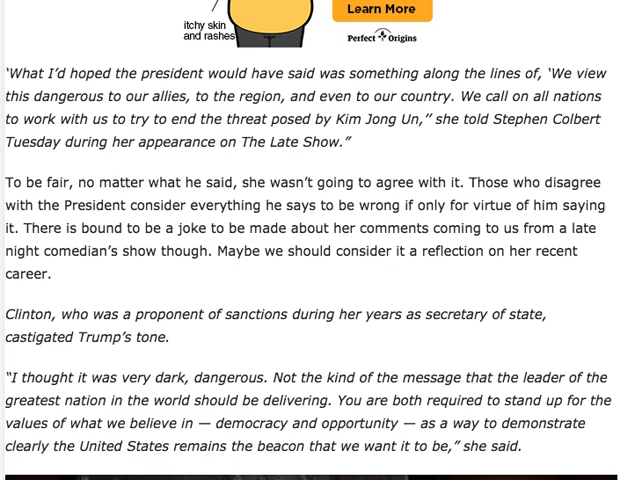 Learn More
itchy skin
and rashes
Perfect Origins
‘What I’d hoped the president would have said was something along the lines of, ‘We view
this dangerous to our allies, to the region, and even to our country. We call on all nations
to work with us to try to end the threat posed by Kim Jong Un,” she told Stephen Colbert
Tuesday during her appearance on The Late Show.”
To be fair, no matter what he said, she wasn’t going to agree with it. Those who disagree
with the President consider everything he says to be wrong if only for virtue of him saying
it. There is bound to be a joke to be made about her comments coming to us from a late
night comedian’s show though. Maybe we should consider it a reflection on her recent
career.
Clinton, who was a proponent of sanctions during her years as secretary of state,
castigated Trump’s tone.
“I thought it was very dark, dangerous. Not the kind of the message that the leader of the
greatest nation in the world should be delivering. You are both required to stand up for the
values of what we believe in — democracy and opportunity — as a way to demonstrate
clearly the United States remains the beacon that we want it to be,” she said.